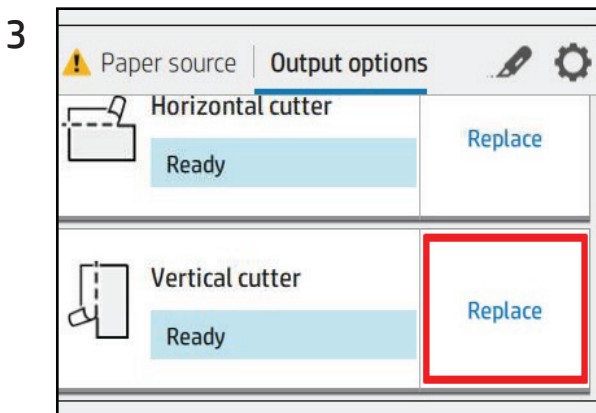 3
Paper source Output options
Horizontal cutter
Replace
Ready
Vertical cutter
Replace
Ready